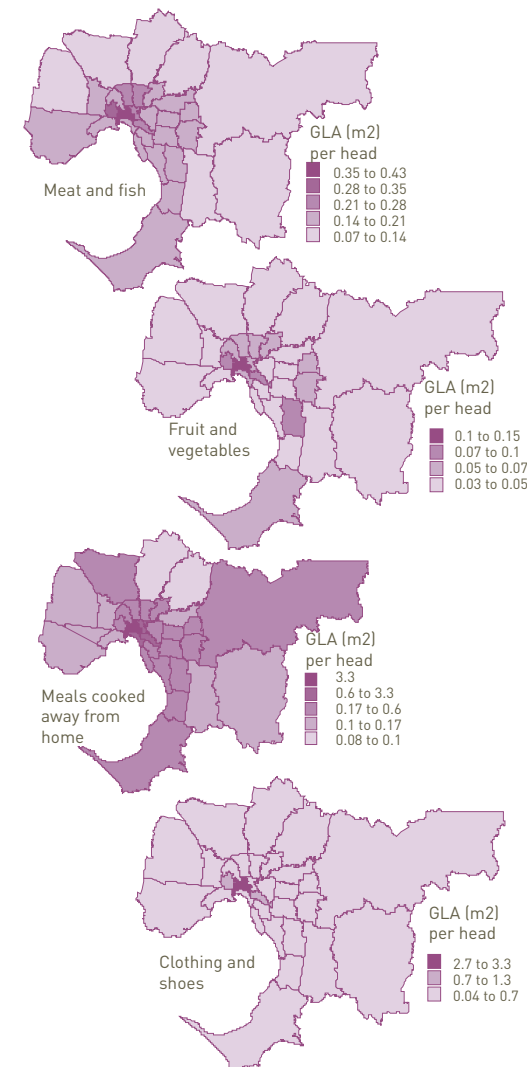 GLA (m2)
per head
0.35 to 0.43
0.28 to 0.35
0.21 to 0.28
0.14 to 0.21
0.07 to 0.14
Meat and fish
GLA (m2)
per head
0.1 to 0.15
0.07 to 0.1
0.05 to 0.07
0.03 to 0.05
Fruit and
vegetables
GLA (m2)
per head
3.3
0.6 to 3.3
0.17 to 0.6
0.1 to 0.17
0.08 to 0.1
Meals cooked
away from
home
GLA (m2)
per head
2.7 to 3.3
0.7 to 1.3
0.04 to 0.7
Clothing and
shoes